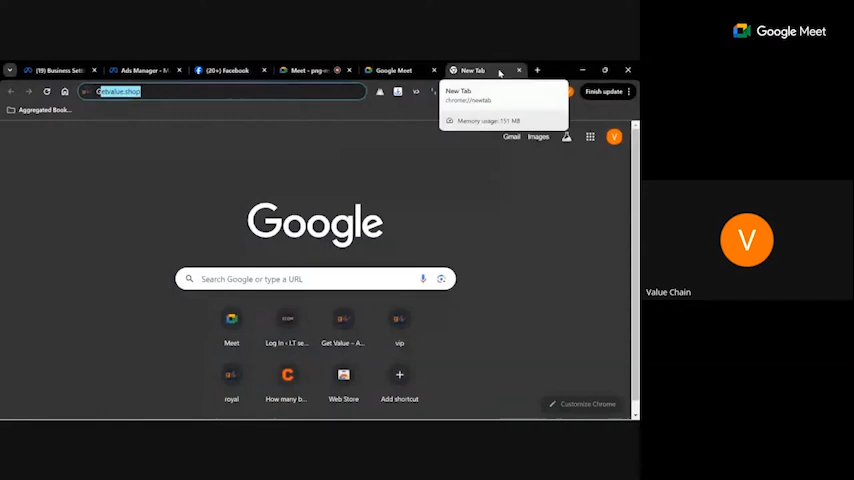 Google Meet
(19) Business Sett
Ads Manager - M...
(20+) Facebook
Meet - png-m
Google Meet
New Tab
Getvalue.shop
Finish update
New Tab
chrome://newtab
Memory usage: 151 MB
Aggregated Book...
Gmail
Images
V
Google
Search Google or type a URL
Meet
Log In ‹ I.T se...
Get Value – A...
vip
royal
How many b...
Web Store
Add shortcut
Customize Chrome
V
Value Chain